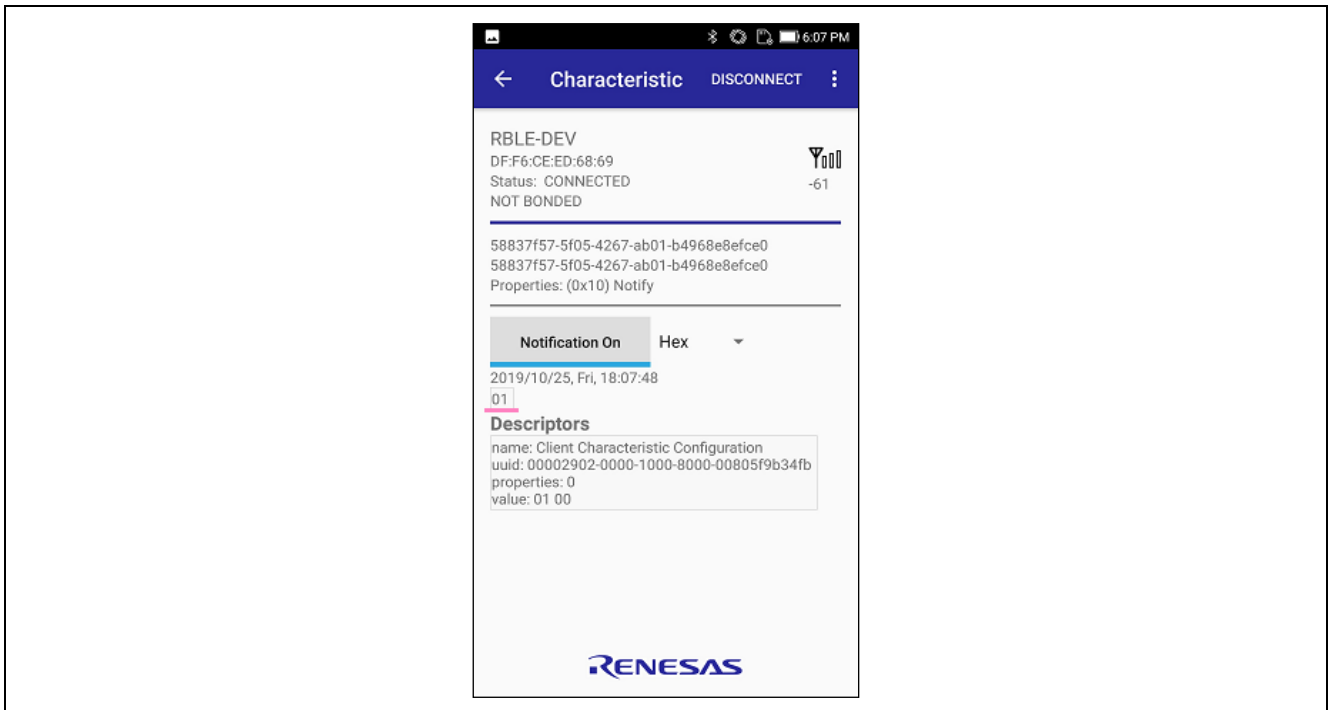 6:07 PM
Characteristic DISCONNECT
RBLE-DEV
DF:F6:CE:ED:68:69
Status: CONNECTED
-61
NOT BONDED
58837f57-5f05-4267-ab01-b4968e8efce0
58837f57-5f05-4267-ab01-b4968e8efce0
Properties: (0x10) Notify
Notification On Hex
2019/10/25, Fri, 18:07:48
01
Descriptors
name: Client Characteristic Configuration
uuid: 00002902-0000-1000-8000-00805f9b34fb
properties: 0
value: 01 00
RENESAS